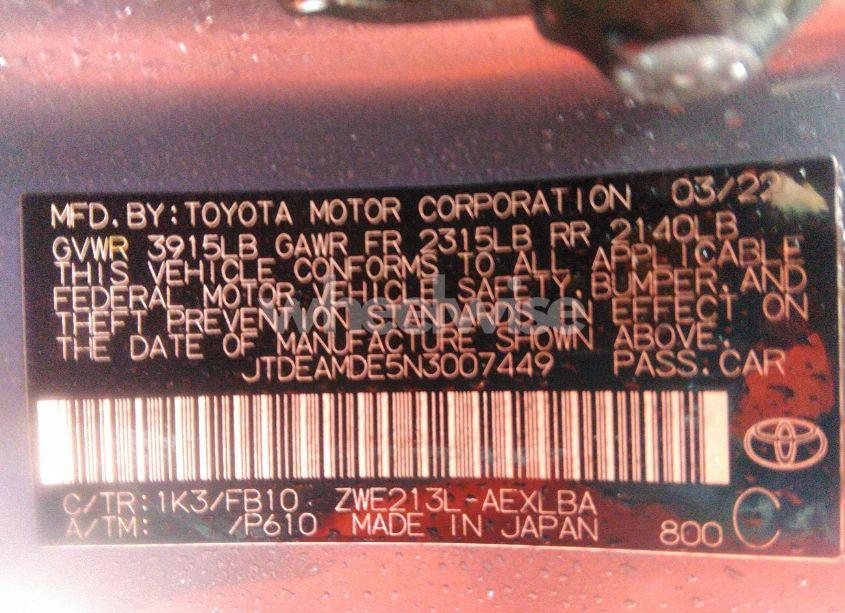 MFD. BY: TOYOTA MOTOR CORPORATION 03/22
GVWR 3915LB GAWR FR 2315LB RR 2140LB
THIS VEHICLE CONFORMS TO ALL APPLICABLE
FEDERAL MOTOR VEHICLE SAFETY, BUMPER, AND
THEFT PREVENTION STANDARDS IN EFFECT ON
THE DATE OF MANUFACTURE SHOWN ABOVE.
JTDEAMDE5N3007449 PASS. CAR
C/TR: 1K3/FB10 ZWE213L-AEXLBA
A/TM: /P610 MADE IN JAPAN 800 C
wheelwise